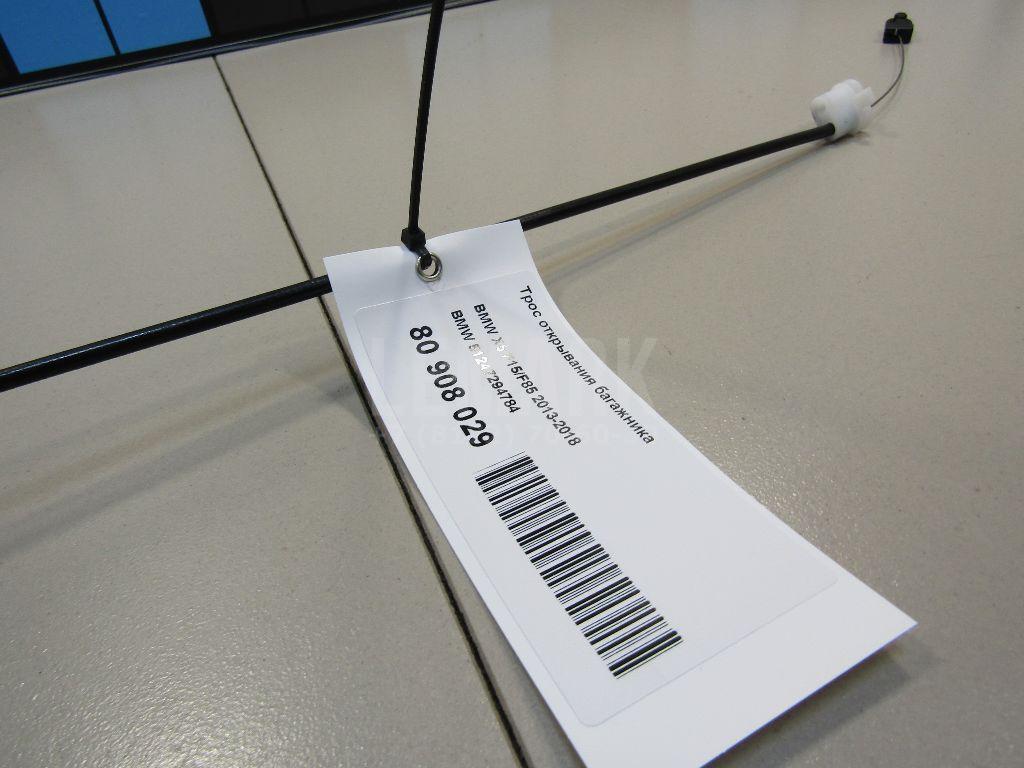 Трос открывания багажника
BMW X5 F15/F85 2013-2018
BMW 51247294784
80 908 029